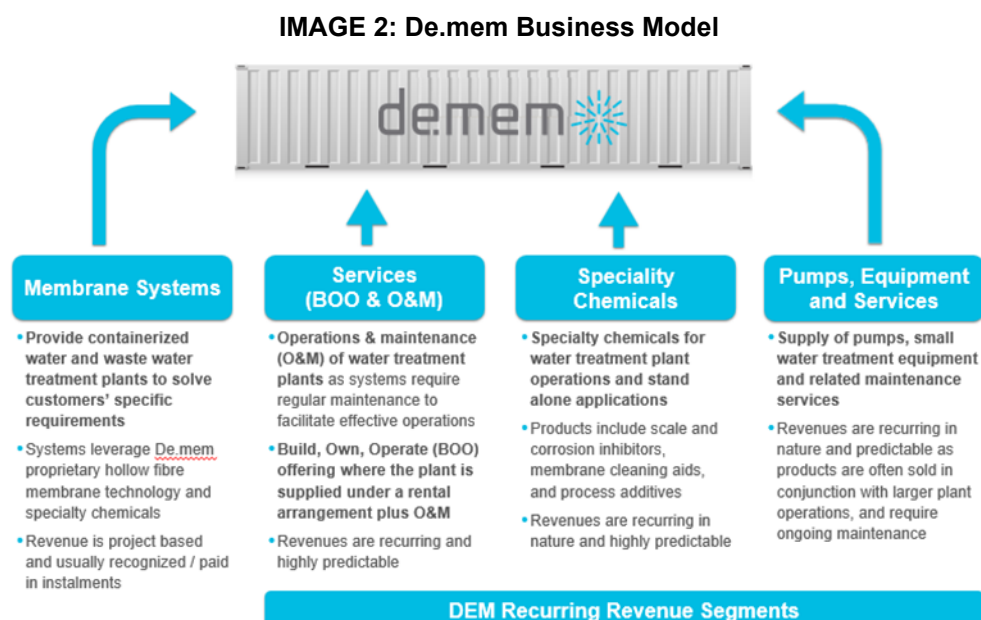 IMAGE 2: De.mem Business Model
de.mem
Membrane Systems
• Provide containerized
water and waste water
treatment plants to solve
customers’ specific
requirements
• Systems leverage De.mem
proprietary hollow fibre
membrane technology and
specialty chemicals
• Revenue is project based
and usually recognized / paid
in instalments
Services
(BOO & O&M)
• Operations & maintenance
(O&M) of water treatment
plants as systems require
regular maintenance to
facilitate effective operations
• Build, Own, Operate (BOO)
offering where the plant is
supplied under a rental
arrangement plus O&M
• Revenues are recurring and
highly predictable
Speciality
Chemicals
• Specialty chemicals for
water treatment plant
operations and stand
alone applications
• Products include scale and
corrosion inhibitors,
membrane cleaning aids,
and process additives
• Revenues are recurring in
nature and highly predictable
Pumps, Equipment
and Services
• Supply of pumps, small
water treatment equipment
and related maintenance
services
• Revenues are recurring in
nature and predictable as
products are often sold in
conjunction with larger plant
operations, and require
ongoing maintenance
DEM Recurring Revenue Segments